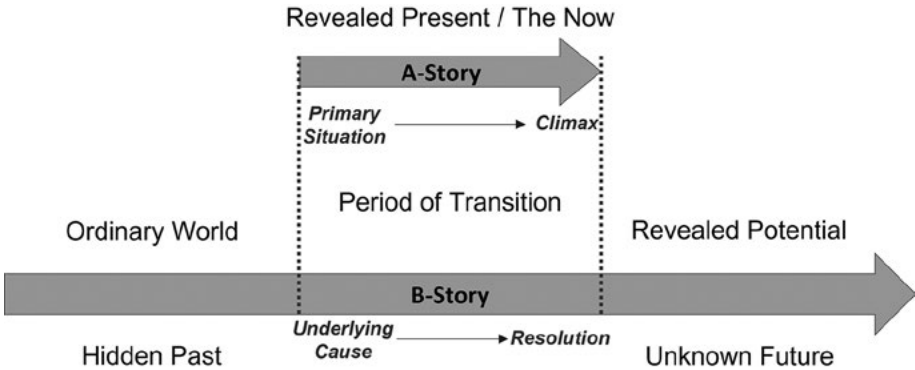 Revealed Present / The Now
A-Story
Primary
Situation
Climax
Period of Transition
Ordinary World
Revealed Potential
B-Story
Underlying
Cause
Resolution
Hidden Past
Unknown Future